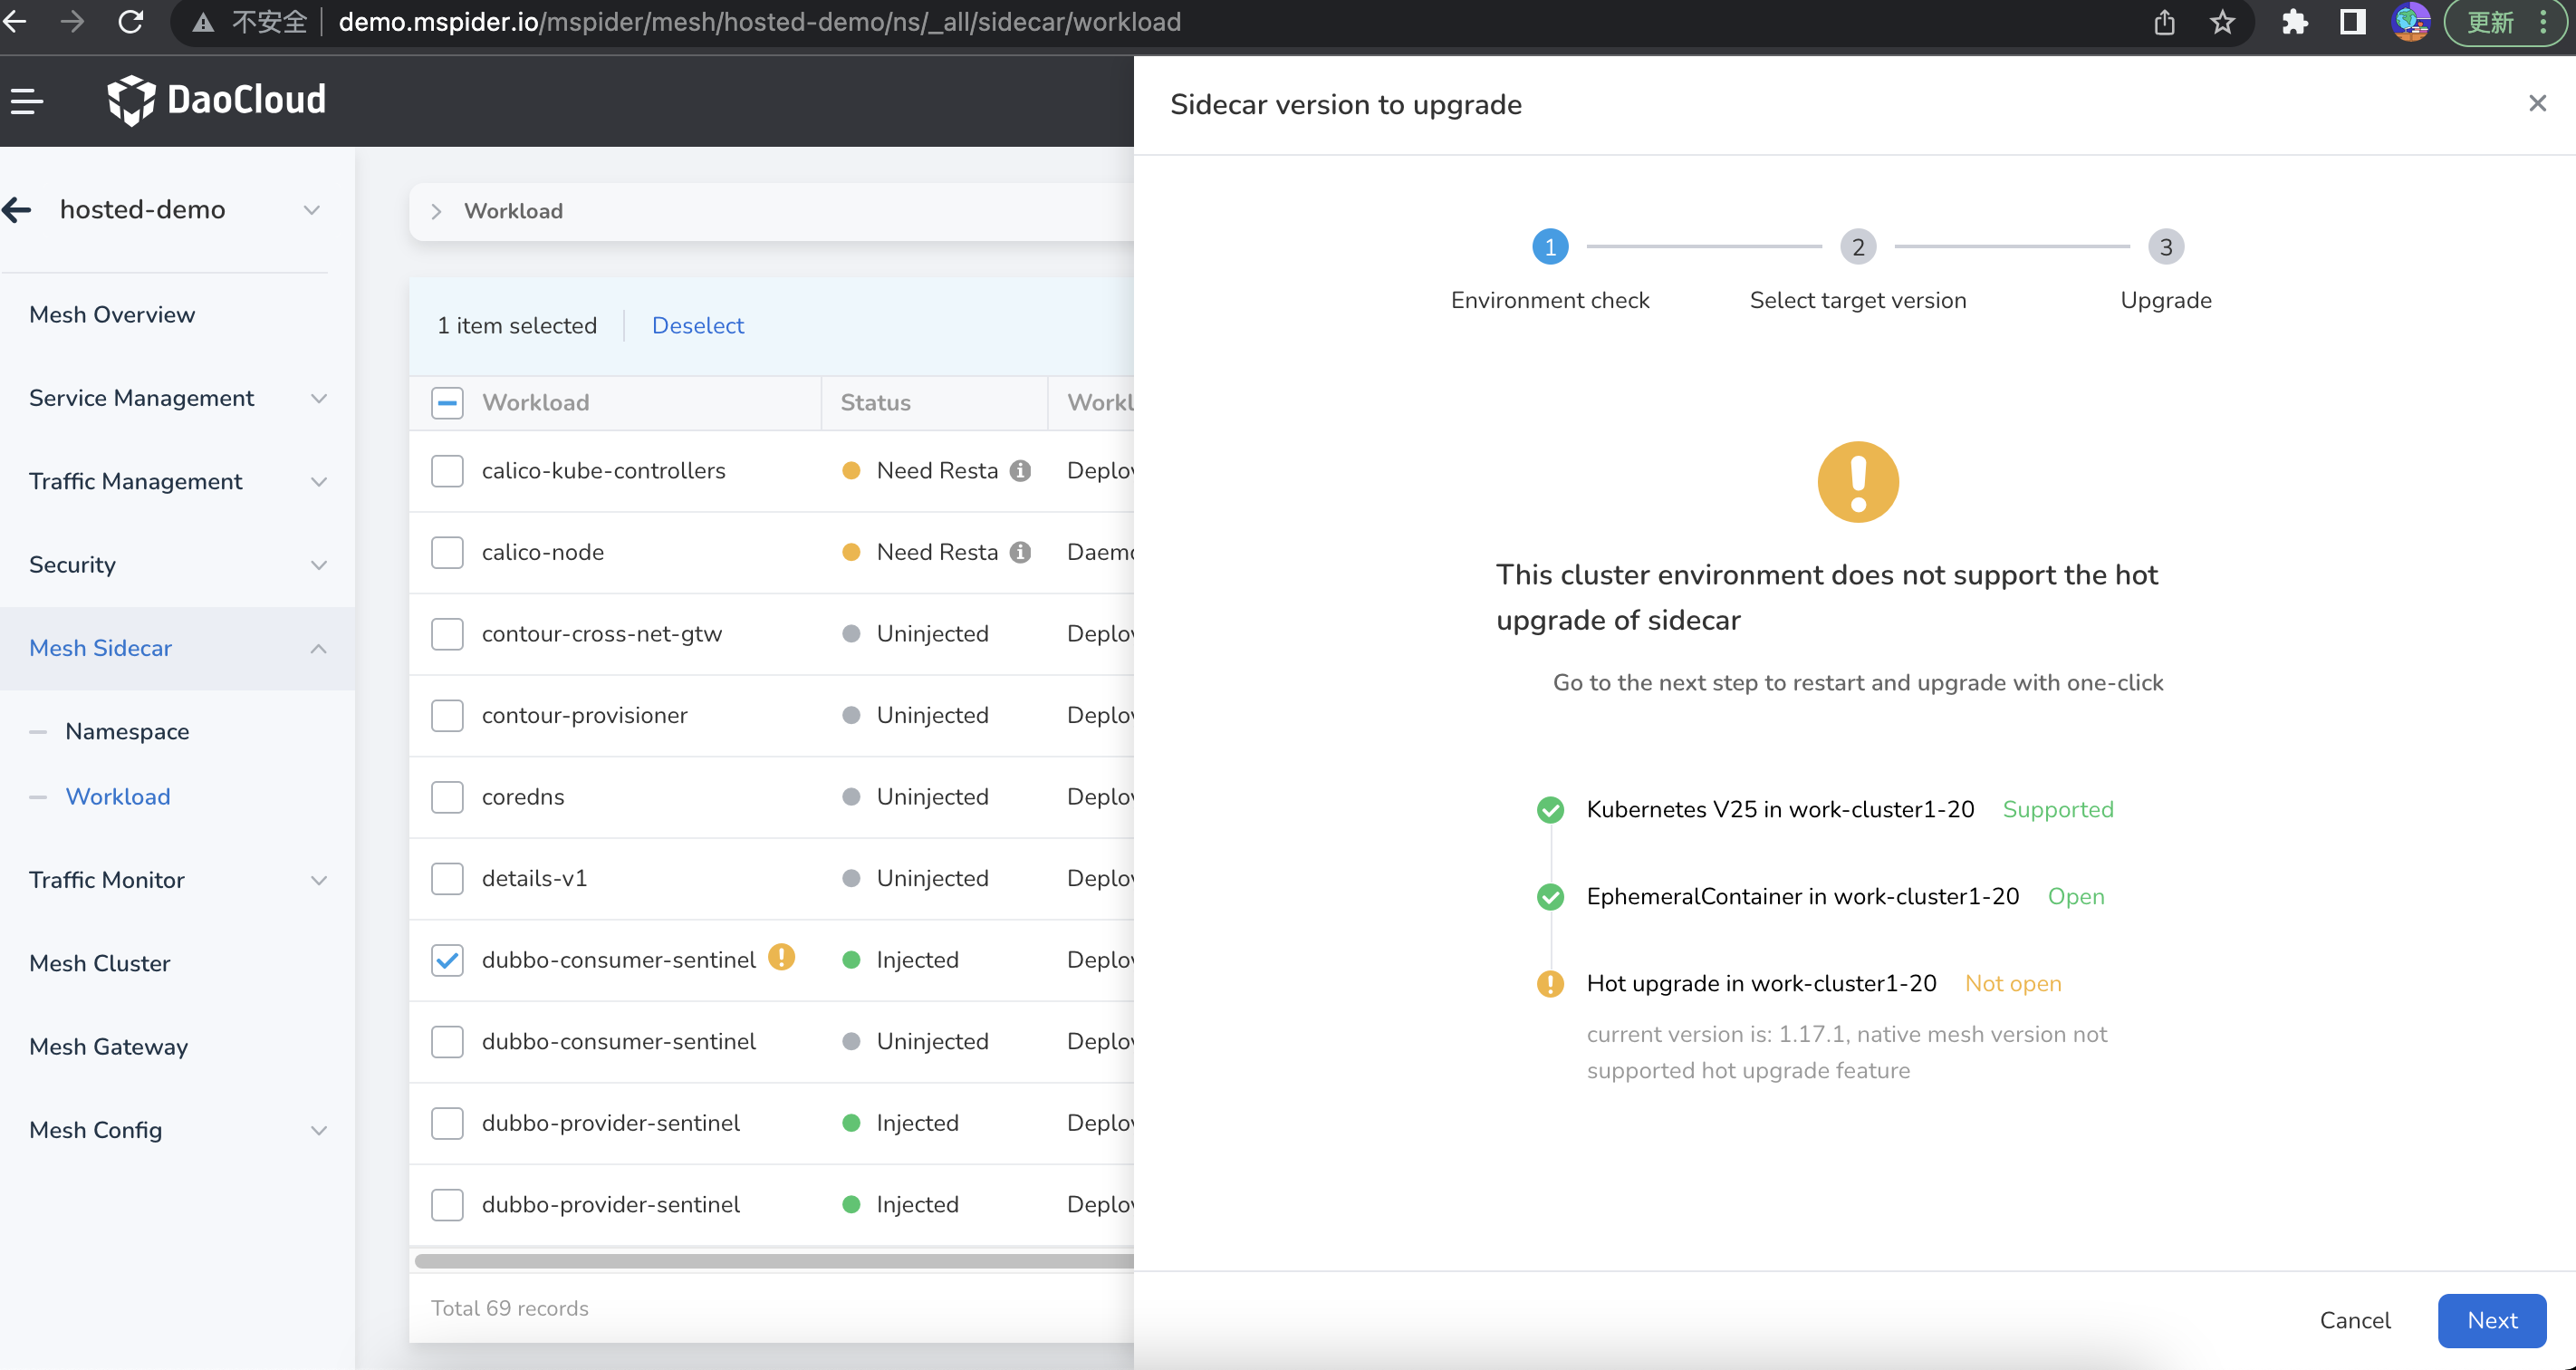 不安全
demo.mspider.io/mspider/mesh/hosted-demo/ns/_all/sidecar/workload
更新
DaoCloud
hosted-demo
Mesh Overview
Service Management
Traffic Management
Security
Mesh Sidecar
Namespace
Workload
Traffic Monitor
Mesh Cluster
Mesh Gateway
Mesh Config
Workload
1 item selected Deselect
Workload Status Workl
calico-kube-controllers Need Resta Deplo
calico-node Need Resta Daemo
contour-cross-net-gtw Uninjected Deplo
contour-provisioner Uninjected Deplo
coredns Uninjected Deplo
details-v1 Uninjected Deplo
dubbo-consumer-sentinel Injected Deplo
dubbo-consumer-sentinel Uninjected Deplo
dubbo-provider-sentinel Injected Deplo
dubbo-provider-sentinel Injected Deplo
Total 69 records
Sidecar version to upgrade
1 2 3
Environment check Select target version Upgrade
This cluster environment does not support the hot
upgrade of sidecar
Go to the next step to restart and upgrade with one-click
Kubernetes V25 in work-cluster1-20 Supported
EphemeralContainer in work-cluster1-20 Open
Hot upgrade in work-cluster1-20 Not open
current version is: 1.17.1, native mesh version not
supported hot upgrade feature
Cancel Next